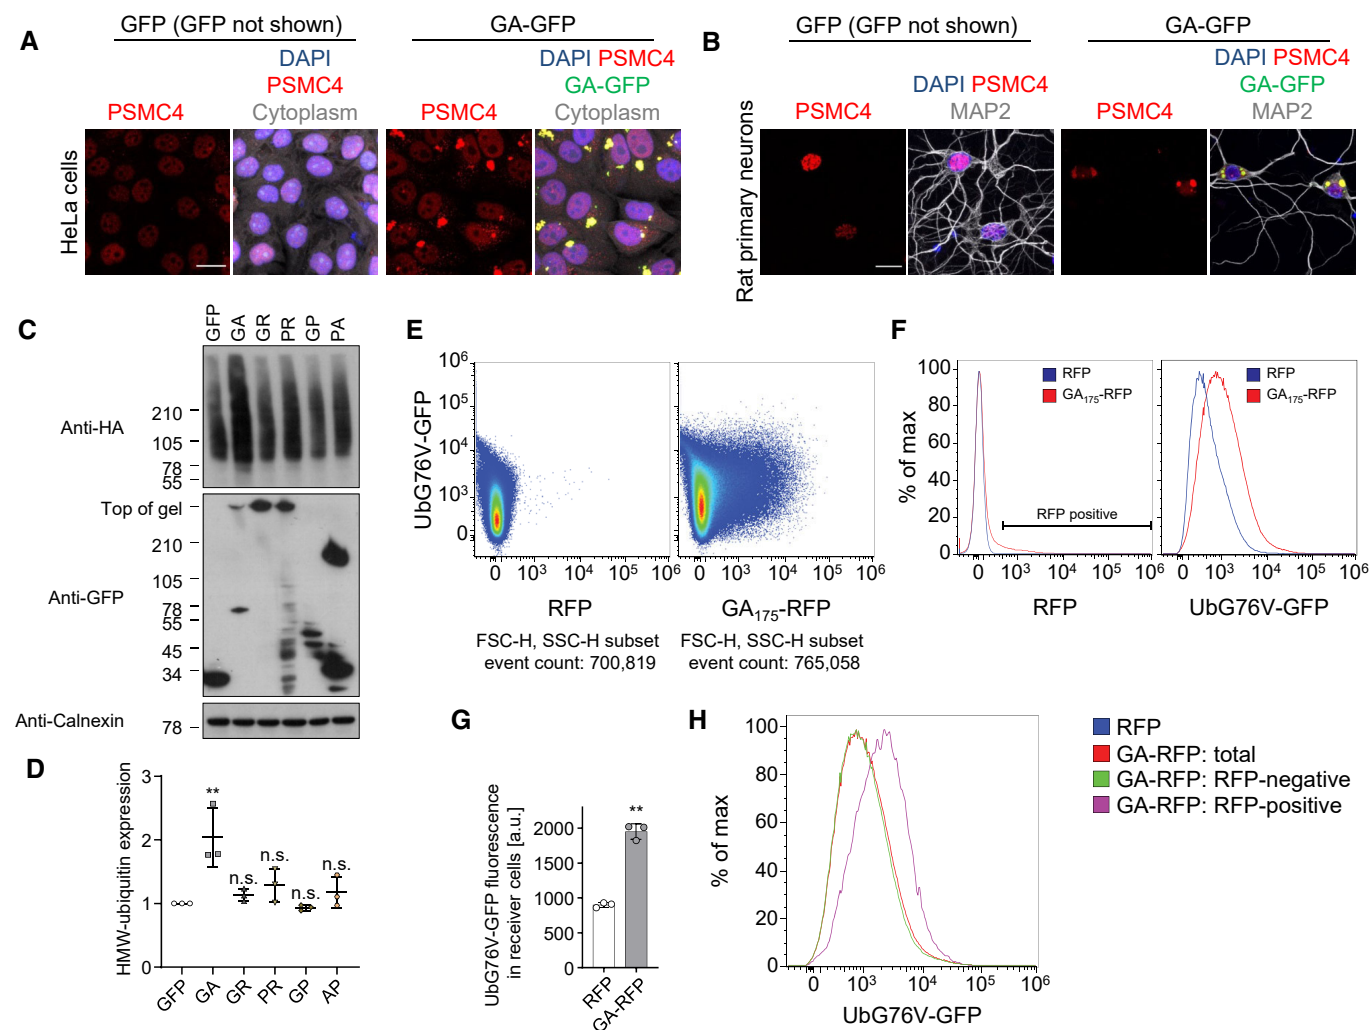 A
GFP (GFP not shown)
GA-GFP
DAPI
PSMC4
PSMC4
Cytoplasm
DAPI PSMC4
GA-GFP
PSMC4
Cytoplasm
HeLa cells
B
GFP (GFP not shown)
GA-GFP
DAPI PSMC4
PSMC4
MAP2
DAPI PSMC4
GA-GFP
PSMC4
MAP2
Rat primary neurons
C
GFP
GA
GR
PR
GP
PA
Anti-HA
210
105
78
55
Top of gel
Anti-GFP
210
105
78
55
45
34
Anti-Calnexin
78
D
HMW-ubiquitin expression
3
2
1
0
**
n.s.
n.s.
n.s.
n.s.
GFP
GA
GR
PR
GP
AP
E
UbG76V-GFP
10⁶
10⁵
10⁴
10³
0
0 10³ 10⁴ 10⁵ 10⁶
RFP
FSC-H, SSC-H subset
event count: 700,819
0 10³ 10⁴ 10⁵ 10⁶
GA₁₇₅-RFP
FSC-H, SSC-H subset
event count: 765,058
F
% of max
100
80
60
40
20
0
RFP
GA₁₇₅-RFP
RFP positive
0 10³ 10⁴ 10⁵ 10⁶
RFP
RFP
GA₁₇₅-RFP
0 10³ 10⁴ 10⁵ 10⁶
UbG76V-GFP
G
UbG76V-GFP fluorescence
in receiver cells [a.u.]
2000
1500
1000
500
0
**
RFP
GA-RFP
H
% of max
100
80
60
40
20
0
0 10³ 10⁴ 10⁵ 10⁶
UbG76V-GFP
RFP
GA-RFP: total
GA-RFP: RFP-negative
GA-RFP: RFP-positive